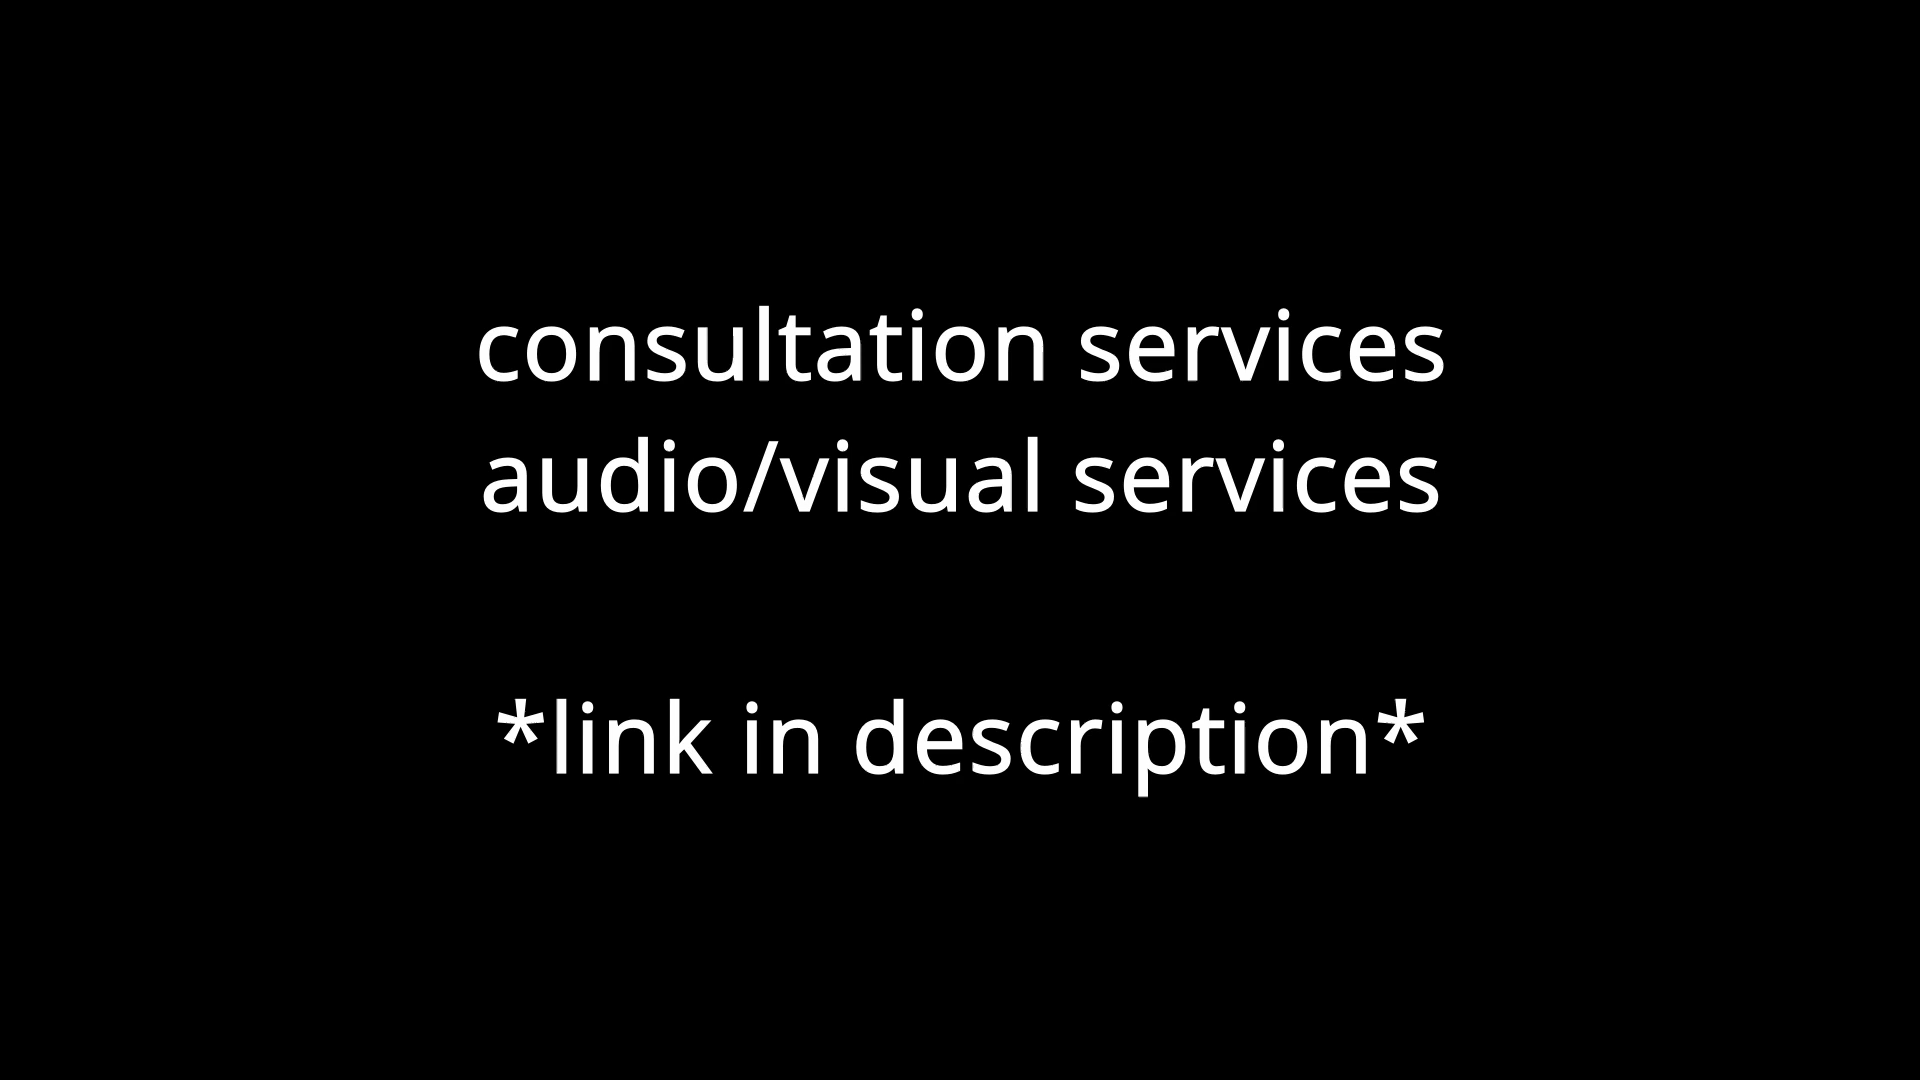 consultation services
audio/visual services
*link in description*